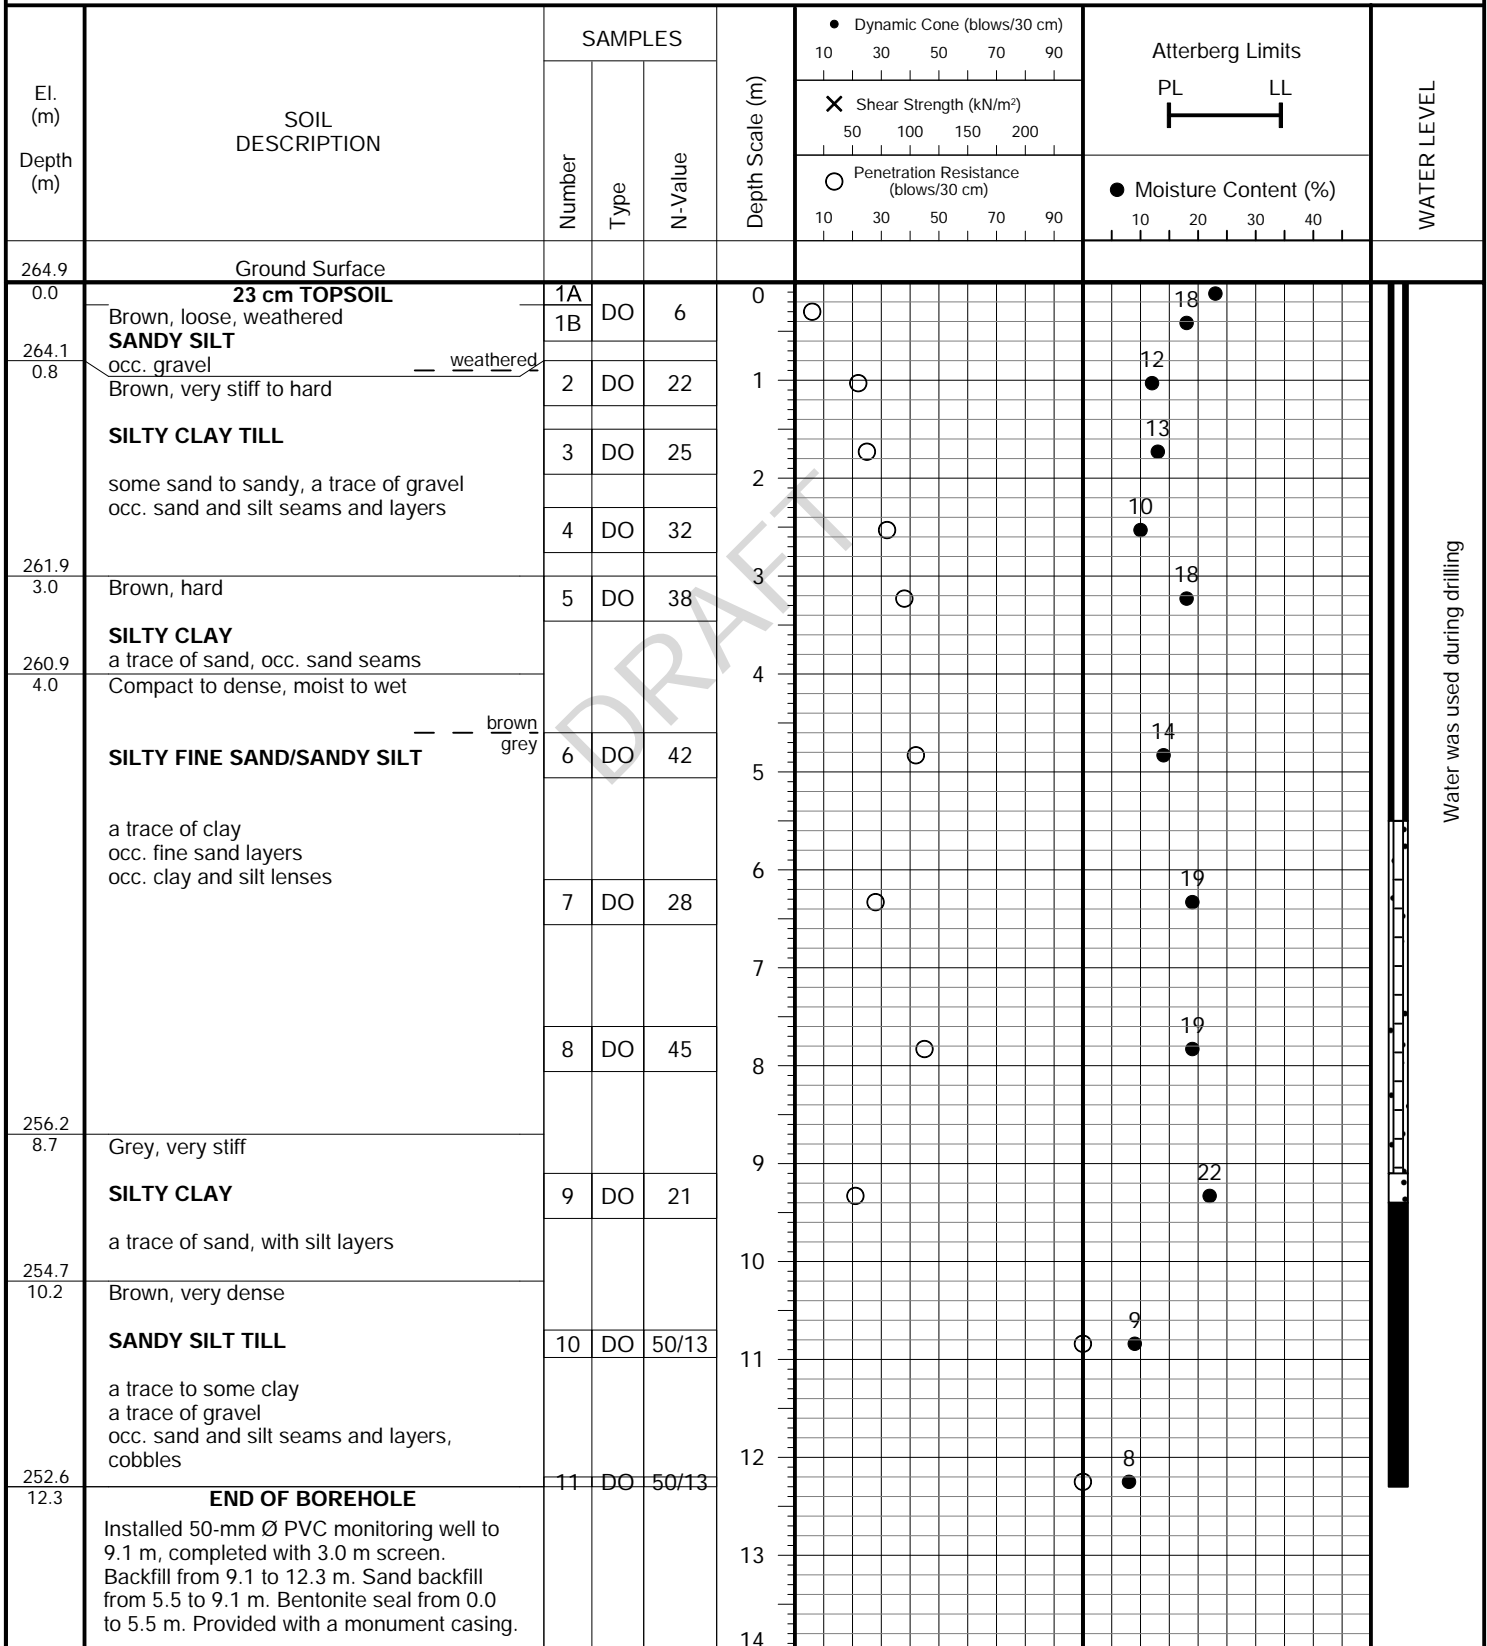 El.
(m)
Depth
(m)
SOIL
DESCRIPTION
SAMPLES
Number
Type
N-Value
Depth Scale (m)
Dynamic Cone (blows/30 cm)
10 30 50 70 90
Shear Strength (kN/m²)
50 100 150 200
Penetration Resistance
(blows/30 cm)
10 30 50 70 90
Atterberg Limits
PL LL
Moisture Content (%)
10 20 30 40
WATER LEVEL
264.9 Ground Surface
0.0 23 cm TOPSOIL 1A 0
Brown, loose, weathered 1B DO 6 18
SANDY SILT
264.1 occ. gravel weathered 12
0.8 Brown, very stiff to hard 2 DO 22 1
SILTY CLAY TILL 13
3 DO 25
some sand to sandy, a trace of gravel 2
occ. sand and silt seams and layers 10
4 DO 32
261.9 3 18
3.0 Brown, hard 5 DO 38
SILTY CLAY
260.9 a trace of sand, occ. sand seams
4.0 Compact to dense, moist to wet 4
brown 14
grey
SILTY FINE SAND/SANDY SILT 6 DO 42 5
a trace of clay
occ. fine sand layers
occ. clay and silt lenses 6 19
7 DO 28
7
19
8 DO 45 8
256.2
8.7 Grey, very stiff 9 22
SILTY CLAY 9 DO 21
a trace of sand, with silt layers
254.7 10
10.2 Brown, very dense
9
SANDY SILT TILL 10 DO 50/13 11
a trace to some clay
a trace of gravel
occ. sand and silt seams and layers,
cobbles 12 8
252.6 11 DO 50/13
12.3 END OF BOREHOLE
Installed 50-mm Ø PVC monitoring well to
9.1 m, completed with 3.0 m screen. 13
Backfill from 9.1 to 12.3 m. Sand backfill
from 5.5 to 9.1 m. Bentonite seal from 0.0
to 5.5 m. Provided with a monument casing.
14
Water was used during drilling
DRAFT